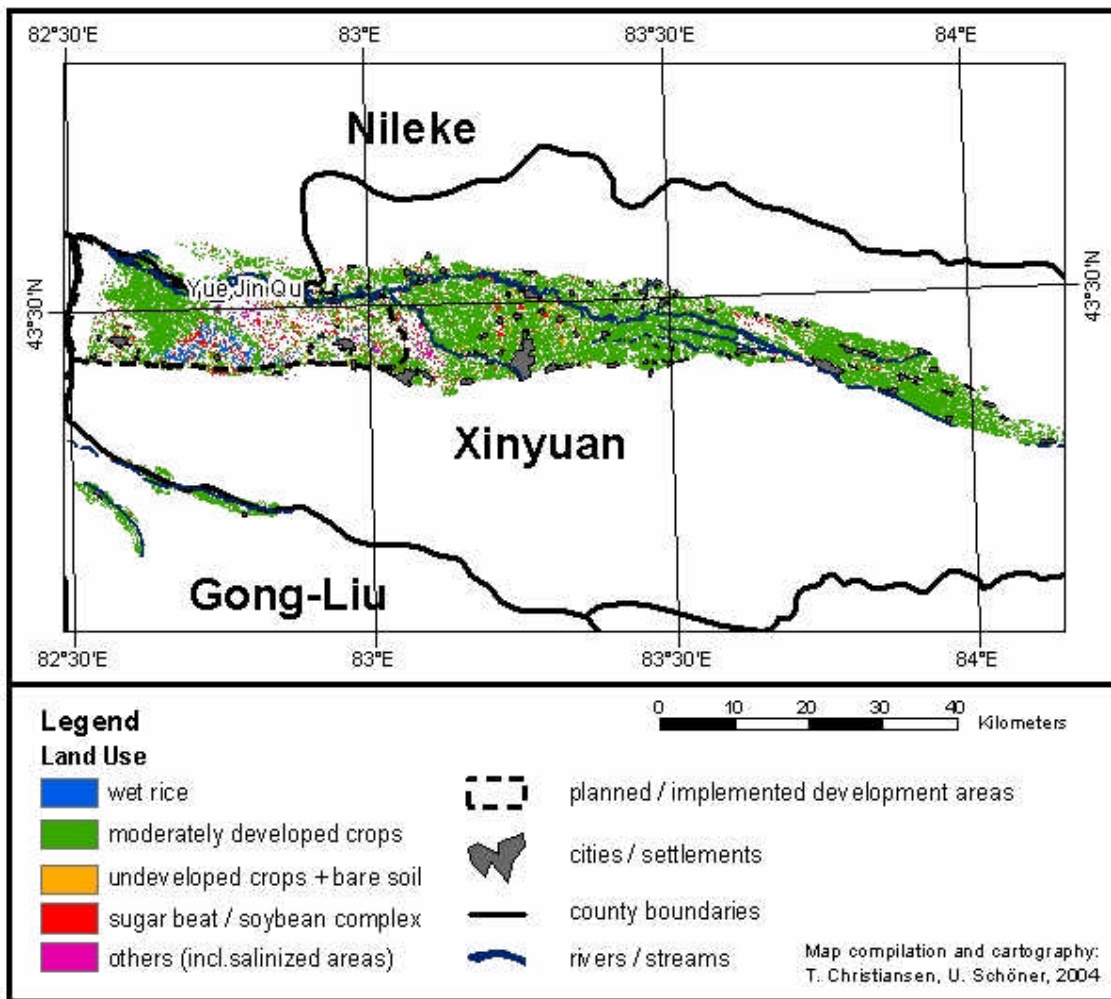 82°30'E 83°E 83°30'E 84°E
Nileke
Yue Jin Qu
43°30'N 43°30'N
Xinyuan
Gong-Liu
82°30'E 83°E 83°30'E 84°E
Legend
Land Use
wet rice
moderately developed crops
undeveloped crops + bare soil
sugar beat / soybean complex
others (incl.salinized areas)
0 10 20 30 40
Kilometers
planned / implemented development areas
cities / settlements
county boundaries
rivers / streams
Map compilation and cartography:
T. Christiansen, U. Schöner, 2004